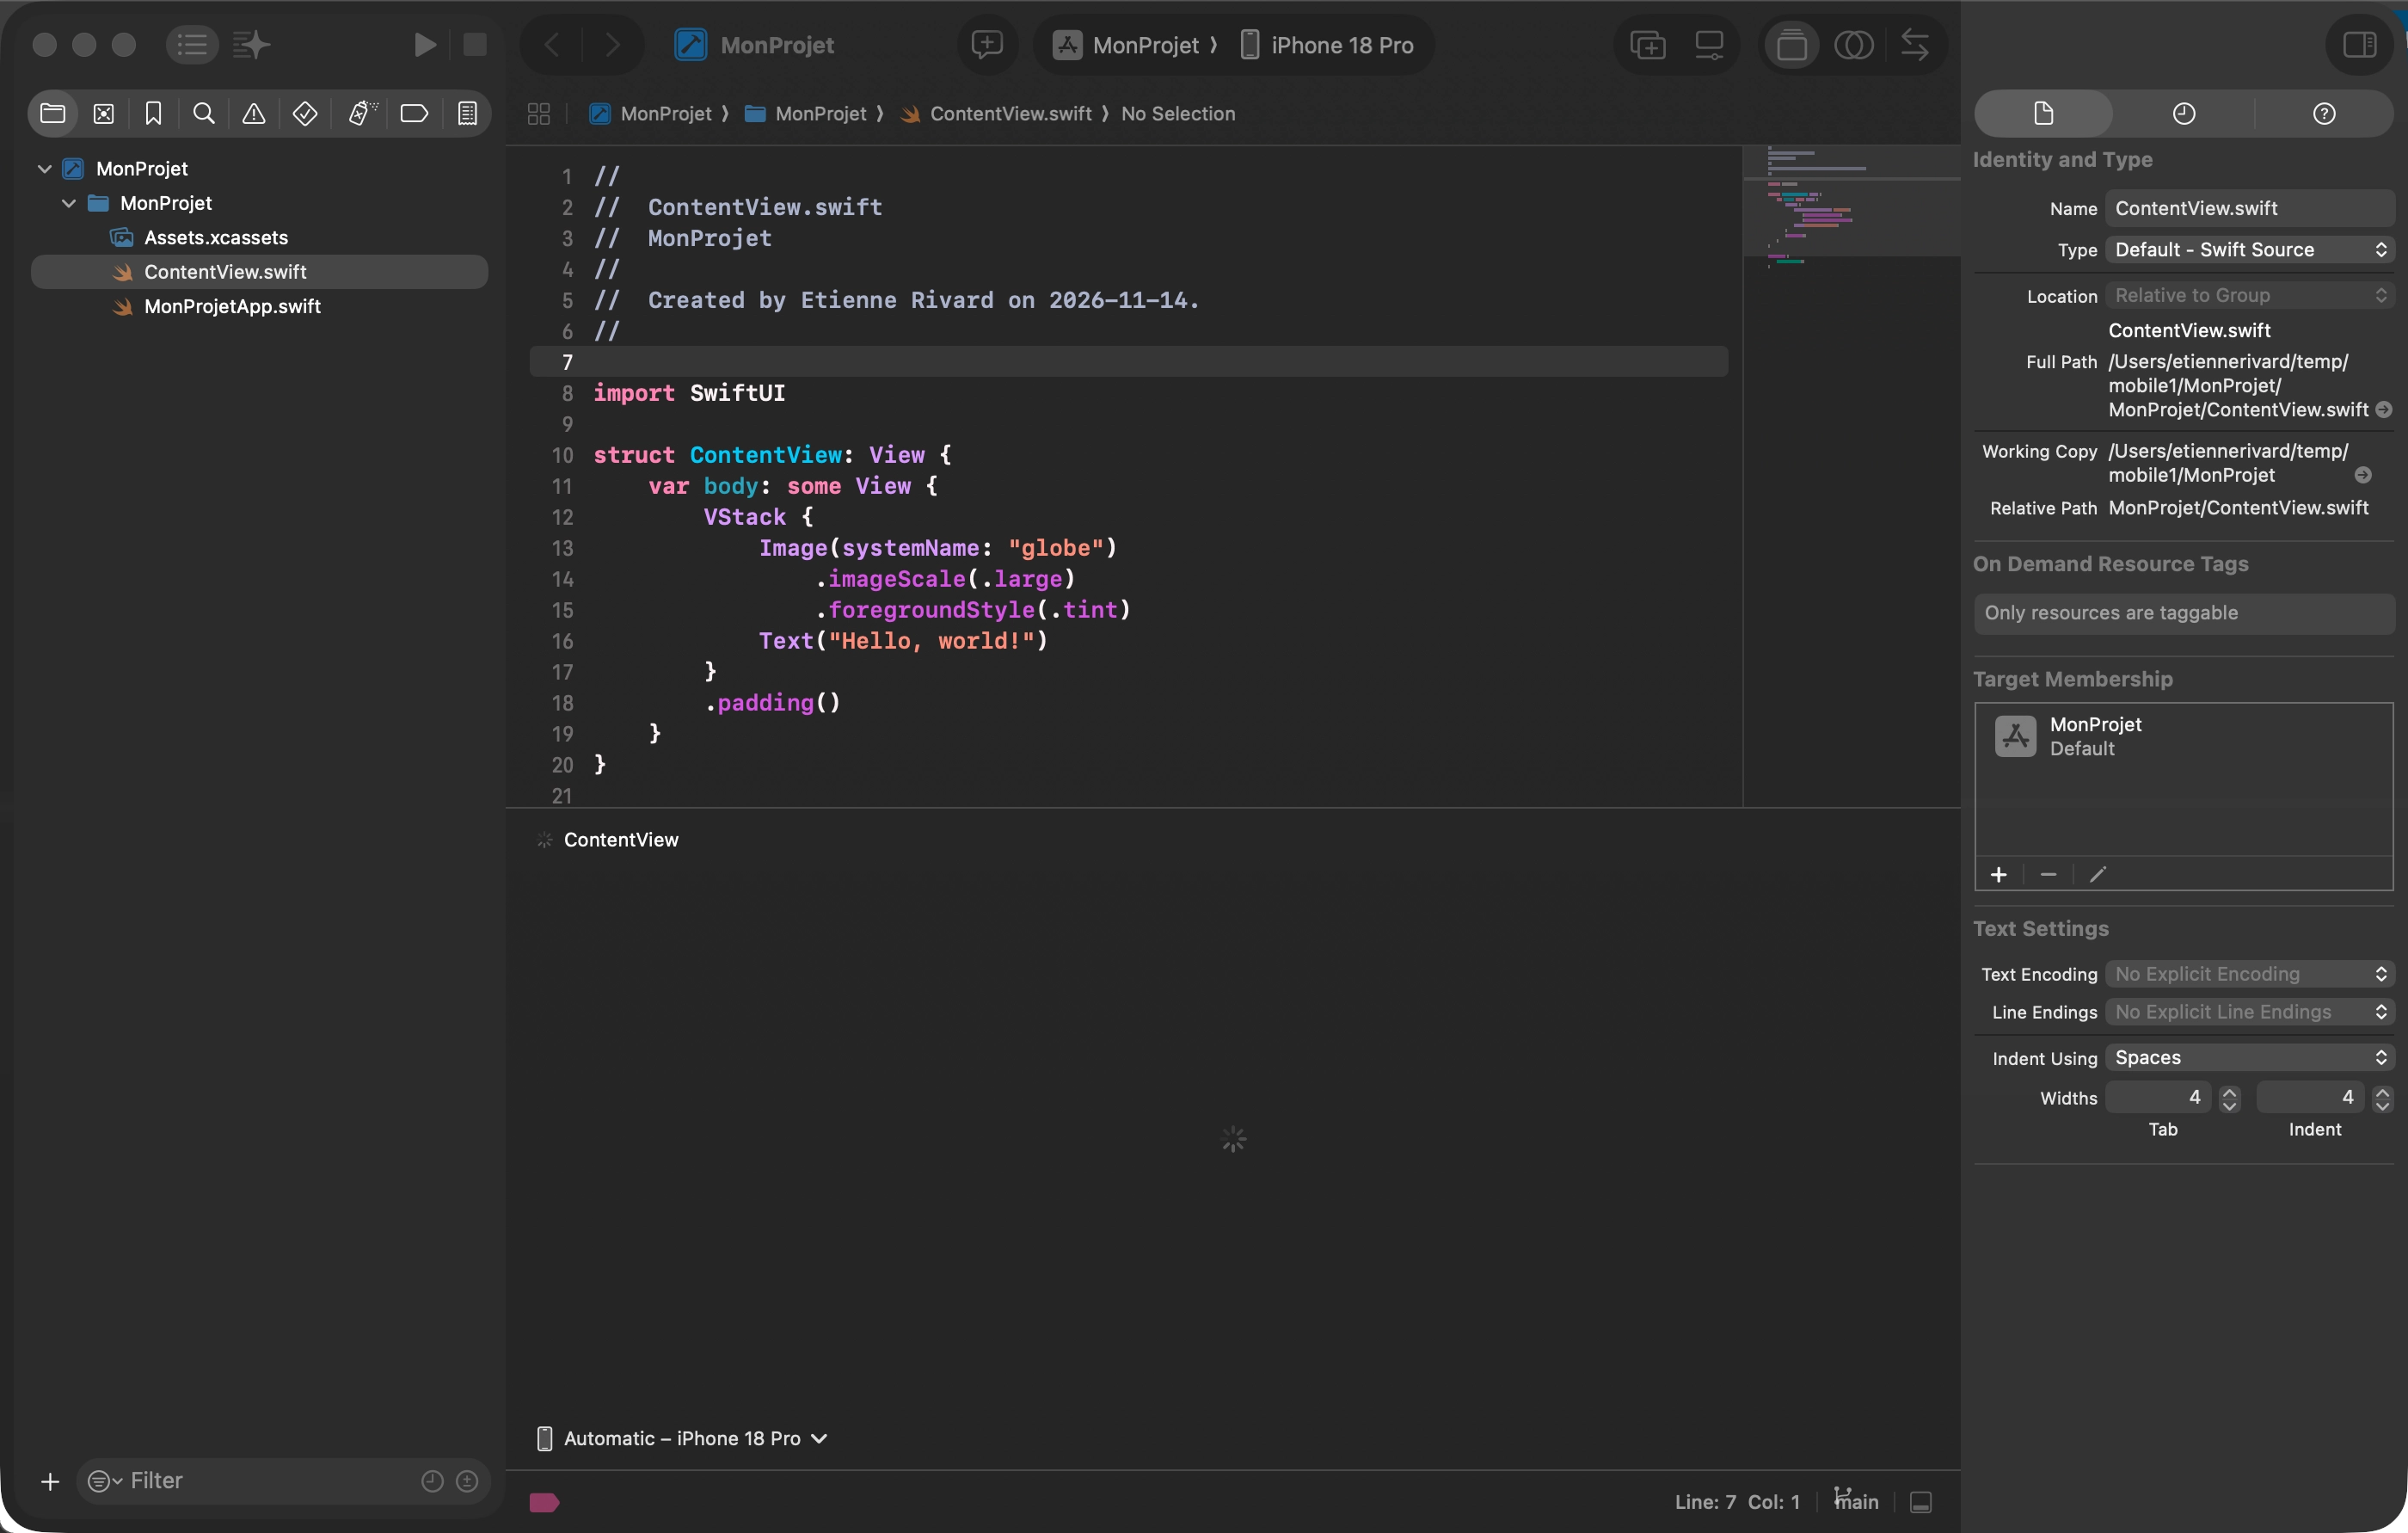 MonProjet
MonProjet
iPhone 18 Pro
MonProjet
MonProjet
ContentView.swift
No Selection
MonProjet
MonProjet
Assets.xcassets
ContentView.swift
MonProjetApp.swift
Filter
1 //
2 //  ContentView.swift
3 //  MonProjet
4 //
5 //  Created by Etienne Rivard on 2026-11-14.
6 //
7
8 import SwiftUI
9
10 struct ContentView: View {
11     var body: some View {
12         VStack {
13             Image(systemName: "globe")
14                 .imageScale(.large)
15                 .foregroundStyle(.tint)
16             Text("Hello, world!")
17         }
18         .padding()
19     }
20 }
21
ContentView
Automatic – iPhone 18 Pro
Line: 7  Col: 1
main
Identity and Type
Name ContentView.swift
Type Default - Swift Source
Location Relative to Group
ContentView.swift
Full Path /Users/etiennerivard/temp/
mobile1/MonProjet/
MonProjet/ContentView.swift
Working Copy /Users/etiennerivard/temp/
mobile1/MonProjet
Relative Path MonProjet/ContentView.swift
On Demand Resource Tags
Only resources are taggable
Target Membership
MonProjet
Default
Text Settings
Text Encoding No Explicit Encoding
Line Endings No Explicit Line Endings
Indent Using Spaces
Widths 4 4
Tab Indent